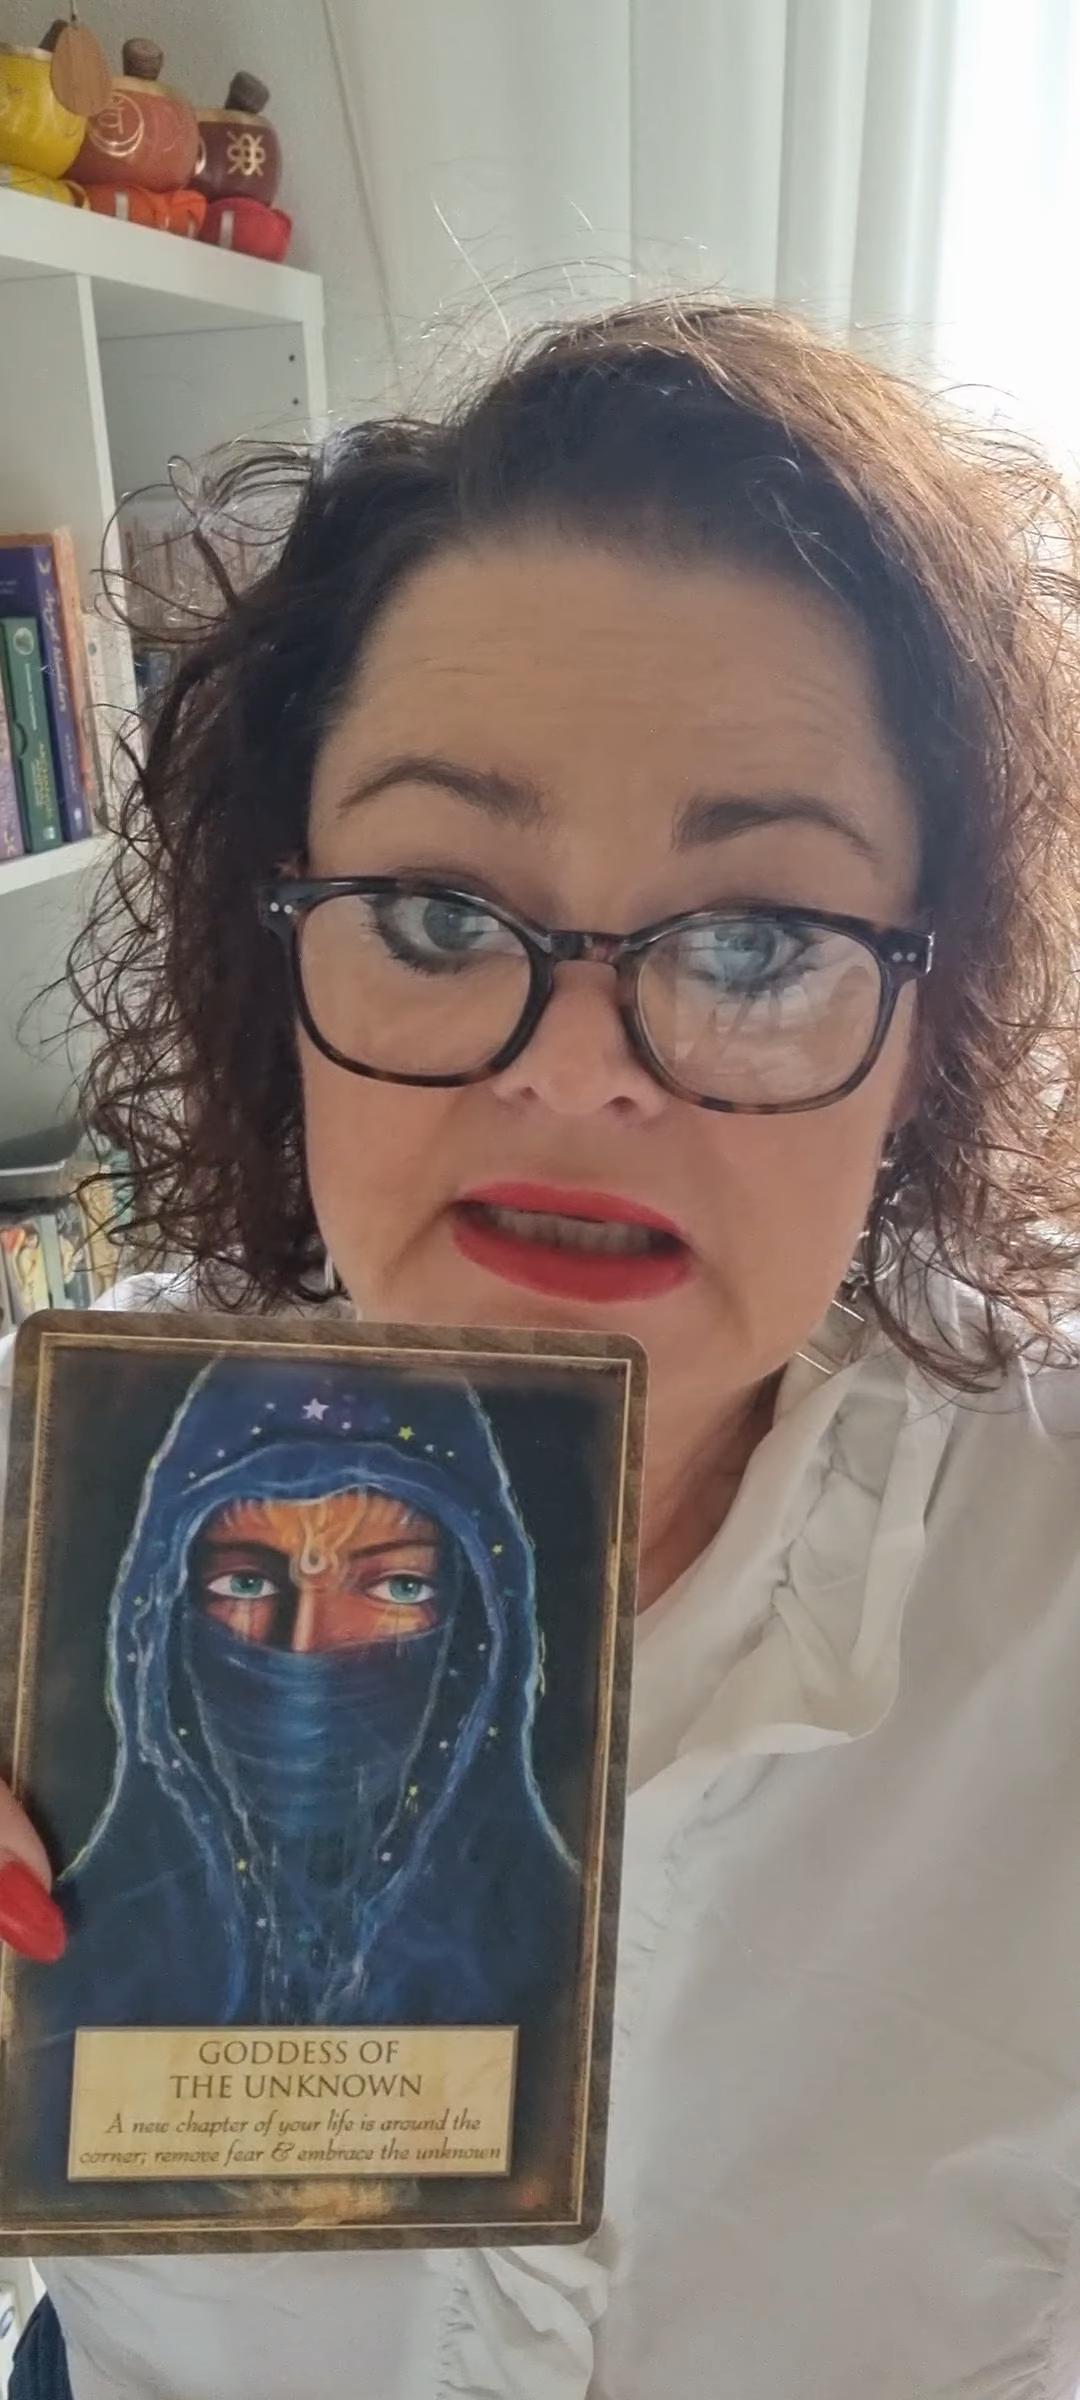 GODDESS OF
THE UNKNOWN
A new chapter of your life is around the
corner; remove fear & embrace the unknown